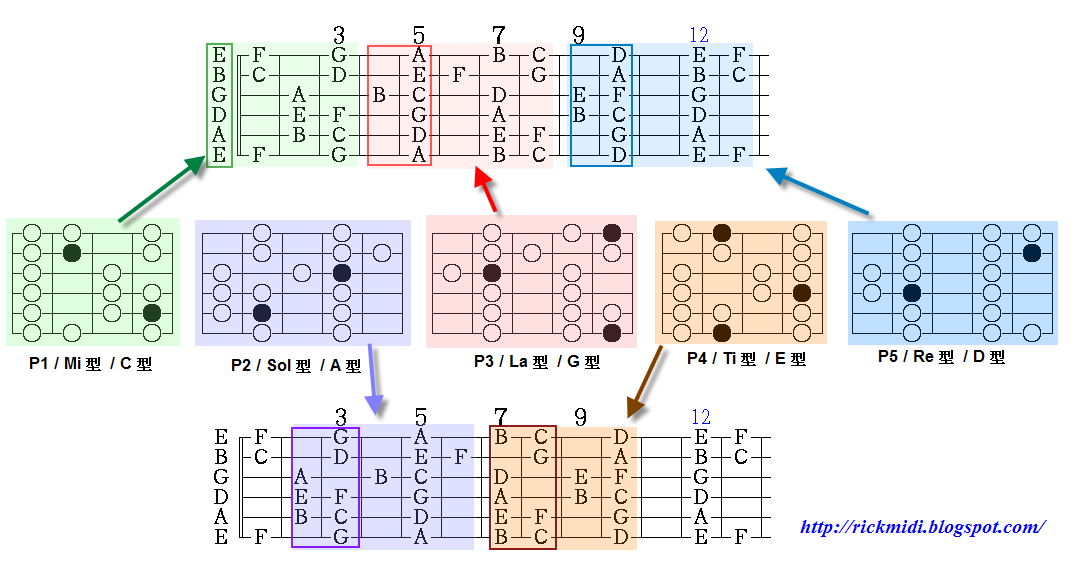 3 5 7 9 12
E F G A B C D E F
B C D E F G A B C
G A B C D E F G
D E F G A B C D
A B C D E F G A
E F G A B C D E F
P1 / Mi 型 / C 型
P2 / Sol 型 / A 型
P3 / La 型 / G 型
P4 / Ti 型 / E 型
P5 / Re 型 / D 型
3 5 7 9 12
E F G A B C D E F
B C D E F G A B C
G A B C D E F G
D E F G A B C D
A B C D E F G A
E F G A B C D E F
http://rickmidi.blogspot.com/